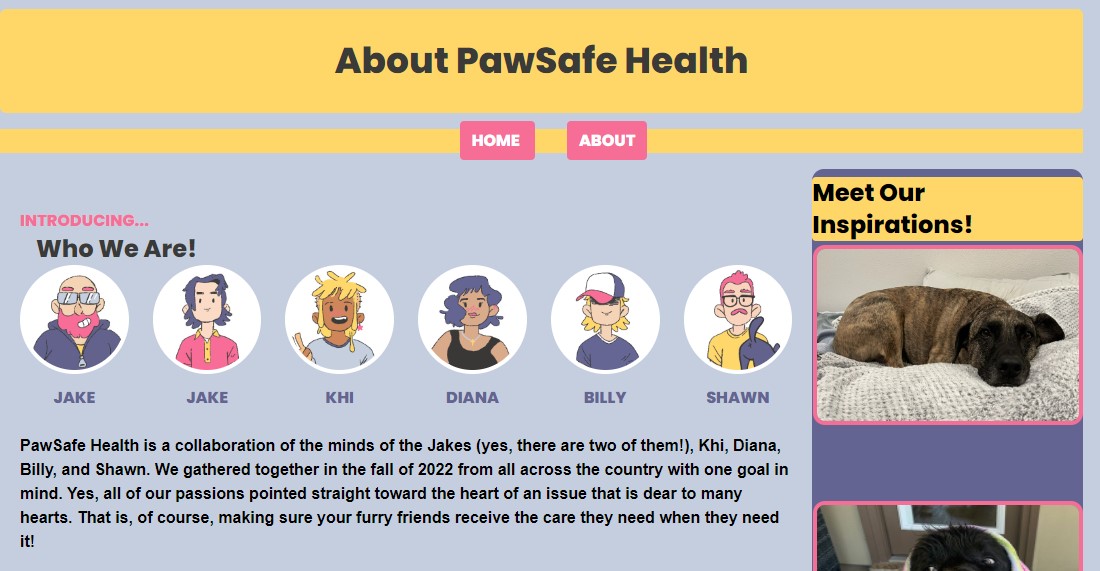 About PawSafe Health
HOME
ABOUT
INTRODUCING...
Who We Are!
JAKE
JAKE
KHI
DIANA
BILLY
SHAWN
PawSafe Health is a collaboration of the minds of the Jakes (yes, there are two of them!), Khi, Diana,
Billy, and Shawn. We gathered together in the fall of 2022 from all across the country with one goal in
mind. Yes, all of our passions pointed straight toward the heart of an issue that is dear to many
hearts. That is, of course, making sure your furry friends receive the care they need when they need
it!
Meet Our
Inspirations!